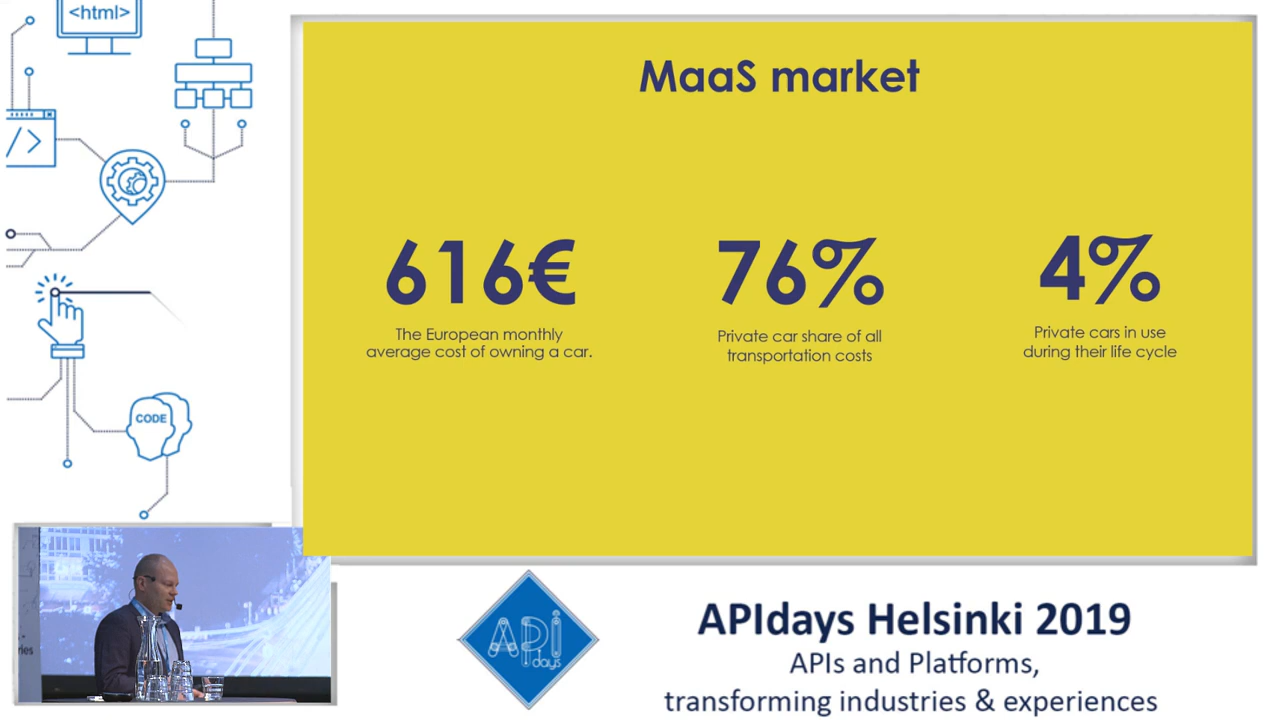 <html>
</>
CODE
MaaS market
616€
The European monthly
average cost of owning a car.
76%
Private car share of all
transportation costs
4%
Private cars in use
during their life cycle
ries
API
days
APIdays Helsinki 2019
APIs and Platforms,
transforming industries & experiences